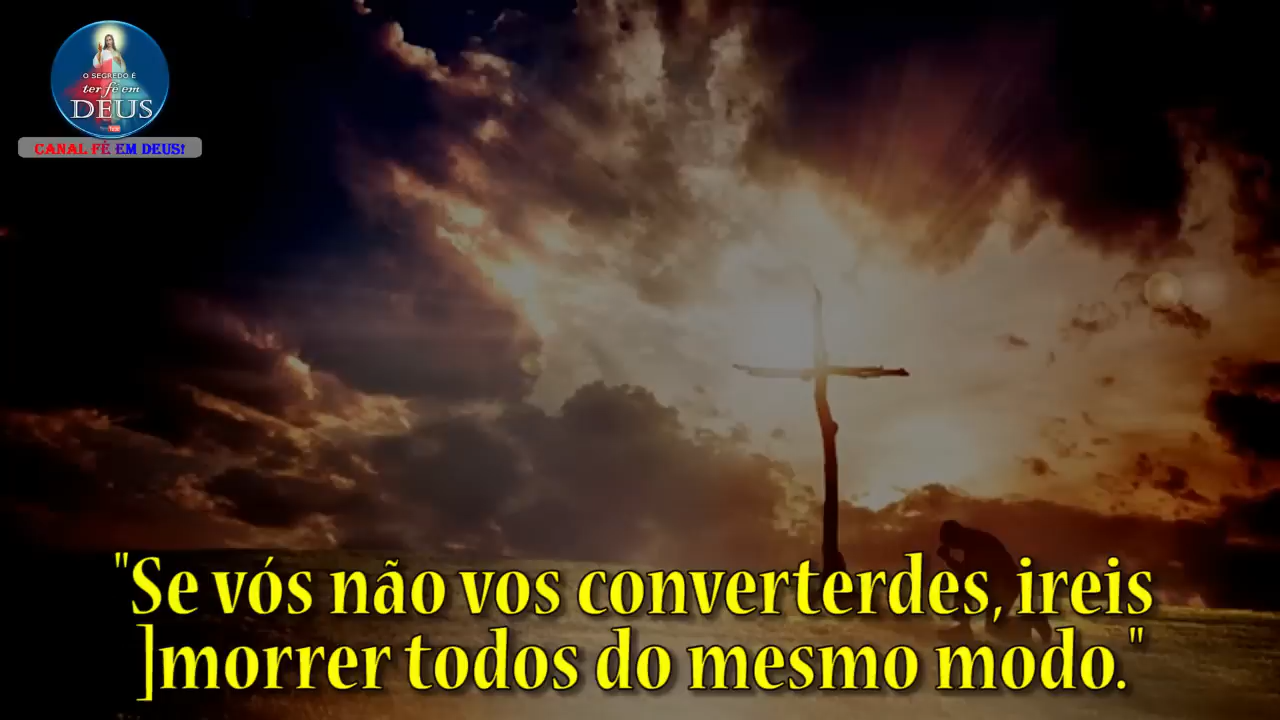 O SEGREDO É
ter fé em
DEUS
CANAL FÉ EM DEUS!
"Se vós não vos converterdes, ireis
]morrer todos do mesmo modo."